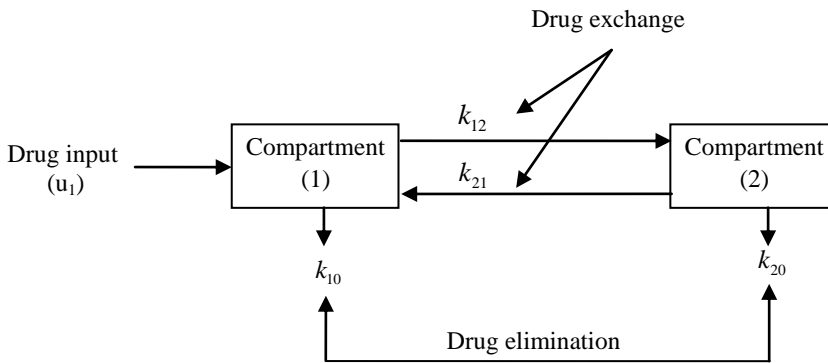 Drug exchange
k12
Drug input
(u1)
Compartment
(1)
Compartment
(2)
k21
k10
k20
Drug elimination